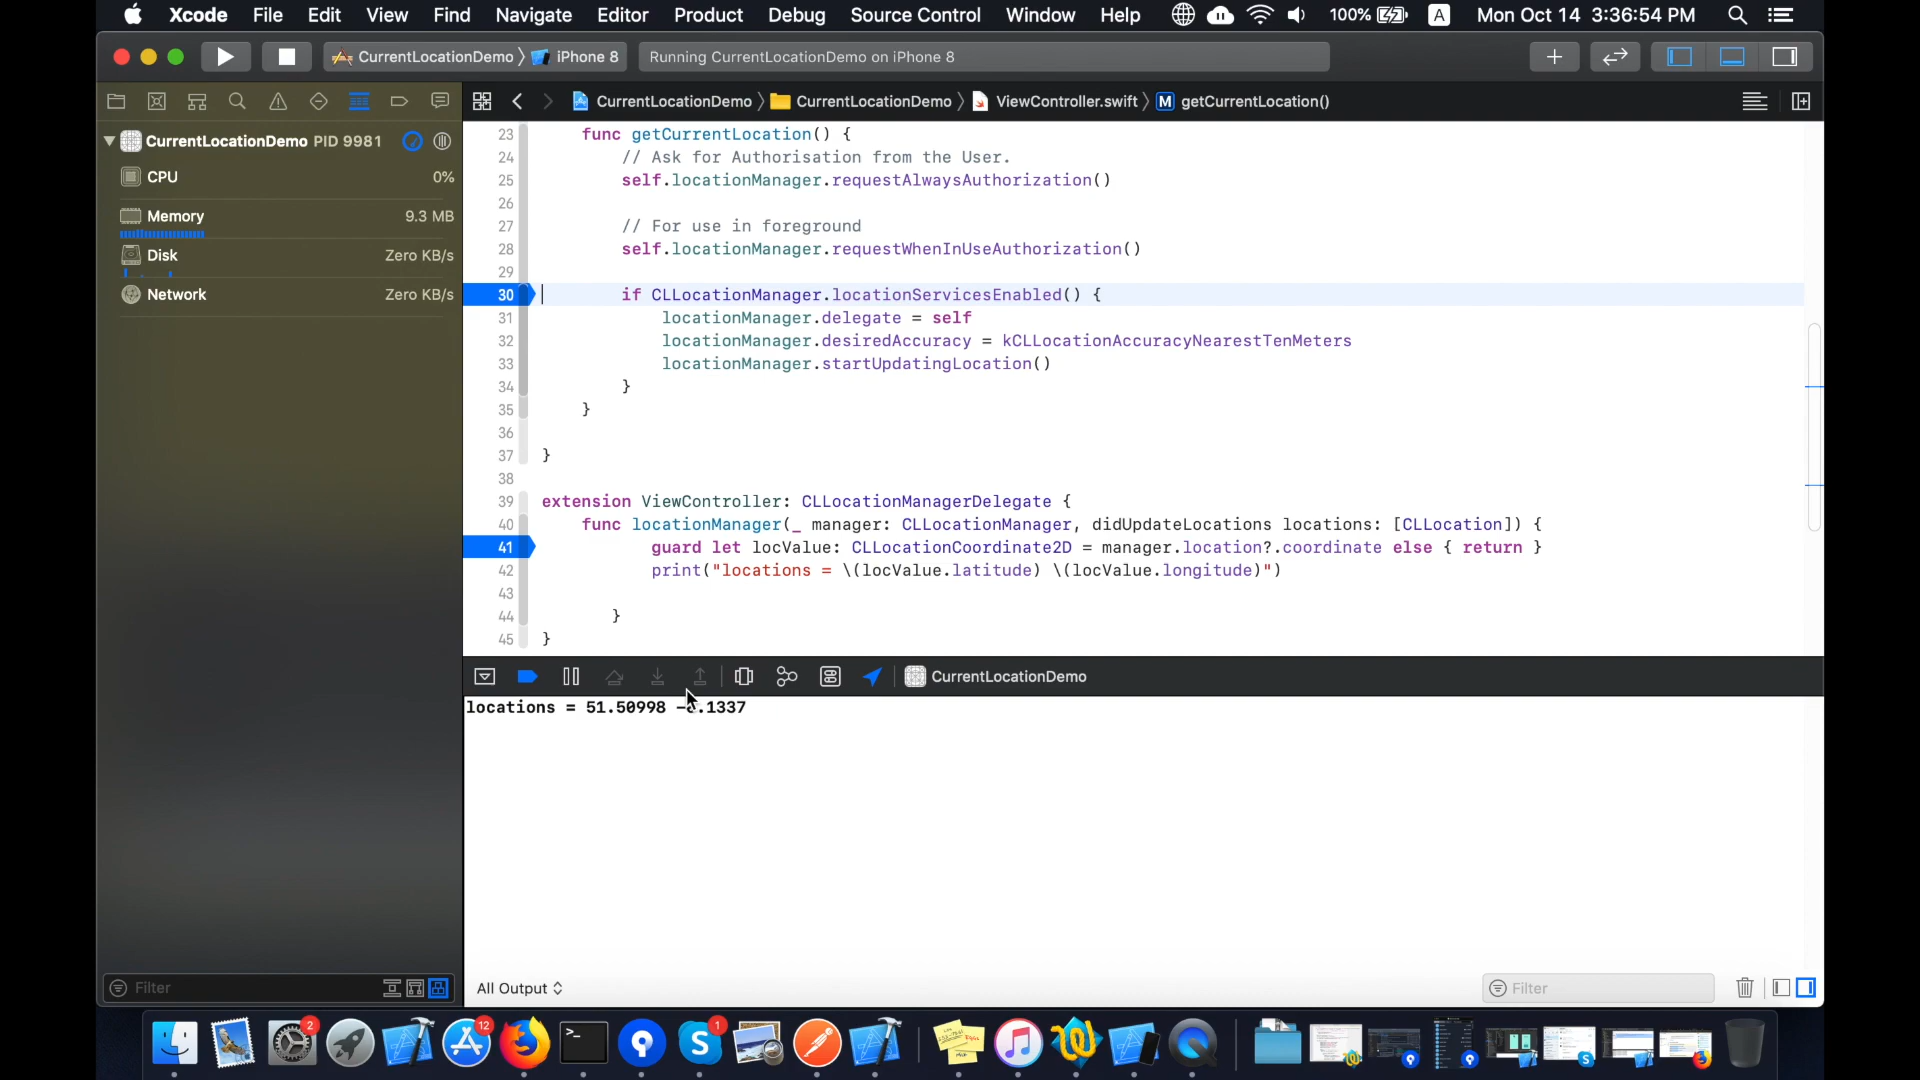 Xcode File Edit View Find Navigate Editor Product Debug Source Control Window Help 100% A Mon Oct 14 3:36:54 PM
CurrentLocationDemo iPhone 8 Running CurrentLocationDemo on iPhone 8
CurrentLocationDemo CurrentLocationDemo ViewController.swift M getCurrentLocation()
CurrentLocationDemo PID 9981
CPU 0%
Memory 9.3 MB
Disk Zero KB/s
Network Zero KB/s
23 func getCurrentLocation() {
24 // Ask for Authorisation from the User.
25 self.locationManager.requestAlwaysAuthorization()
26
27 // For use in foreground
28 self.locationManager.requestWhenInUseAuthorization()
29
30 if CLLocationManager.locationServicesEnabled() {
31 locationManager.delegate = self
32 locationManager.desiredAccuracy = kCLLocationAccuracyNearestTenMeters
33 locationManager.startUpdatingLocation()
34 }
35 }
36
37 }
38
39 extension ViewController: CLLocationManagerDelegate {
40 func locationManager(_ manager: CLLocationManager, didUpdateLocations locations: [CLLocation]) {
41 guard let locValue: CLLocationCoordinate2D = manager.location?.coordinate else { return }
42 print("locations = \(locValue.latitude) \(locValue.longitude)")
43
44 }
45 }
CurrentLocationDemo
locations = 51.50998
Filter
All Output
Filter
2 12 1